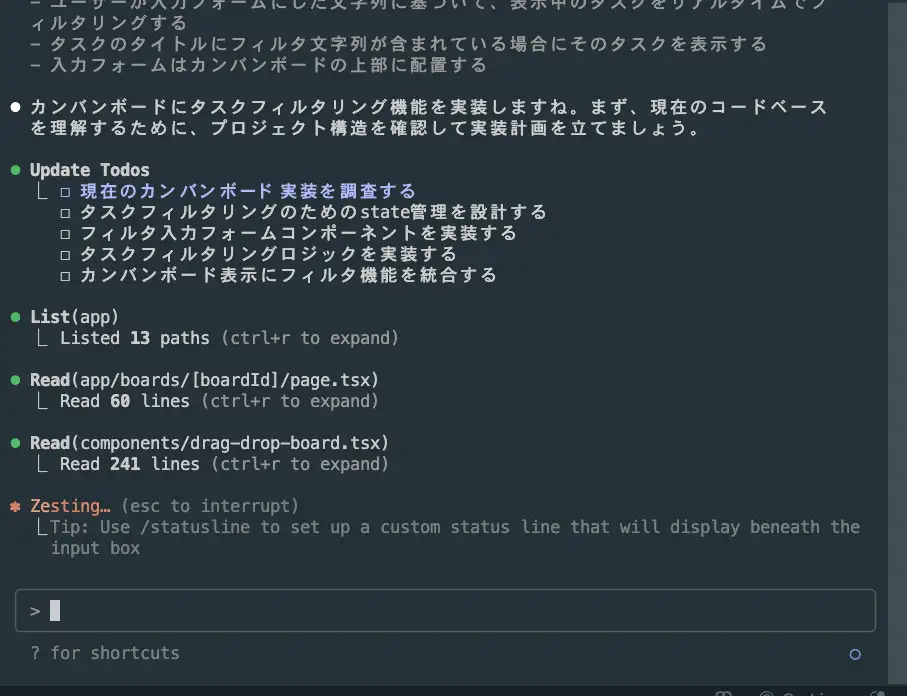 - ユーザーが入力フォームにした文字列に基づいて、表示中のタスクをリアルタイムでフ
ィルタリングする
- タスクのタイトルにフィルタ文字列が含まれている場合にそのタスクを表示する
- 入力フォームはカンバンボードの上部に配置する
● カンバンボードにタスクフィルタリング機能を実装しますね。まず、現在のコードベース
を理解するために、プロジェクト構造を確認して実装計画を立てましょう。
● Update Todos
⎿ ☐ 現在のカンバンボード実装を調査する
☐ タスクフィルタリングのためのstate管理を設計する
☐ フィルタ入力フォームコンポーネントを実装する
☐ タスクフィルタリングロジックを実装する
☐ カンバンボード表示にフィルタ機能を統合する
● List(app)
⎿ Listed 13 paths (ctrl+r to expand)
● Read(app/boards/[boardId]/page.tsx)
⎿ Read 60 lines (ctrl+r to expand)
● Read(components/drag-drop-board.tsx)
⎿ Read 241 lines (ctrl+r to expand)
✽ Zesting… (esc to interrupt)
⎿ Tip: Use /statusline to set up a custom status line that will display beneath the
input box
>
? for shortcuts